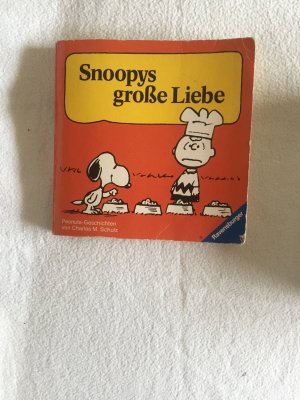 Snoopys
große Liebe
Peanuts-Geschichten
von Charles M. Schulz
Ravensburger